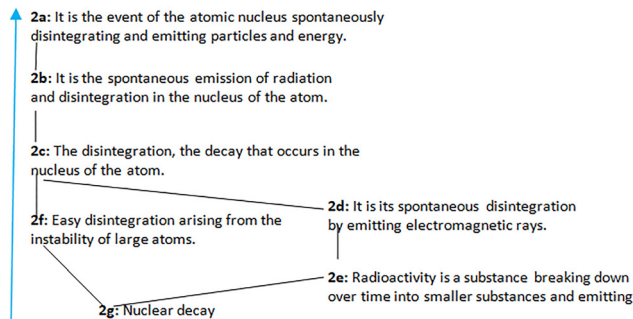 2a: It is the event of the atomic nucleus spontaneously
disintegrating and emitting particles and energy.
2b: It is the spontaneous emission of radiation
and disintegration in the nucleus of the atom.
2c: The disintegration, the decay that occurs in the
nucleus of the atom.
2d: It is its spontaneous disintegration
by emitting electromagnetic rays.
2f: Easy disintegration arising from the
instability of large atoms.
2e: Radioactivity is a substance breaking down
over time into smaller substances and emitting
2g: Nuclear decay